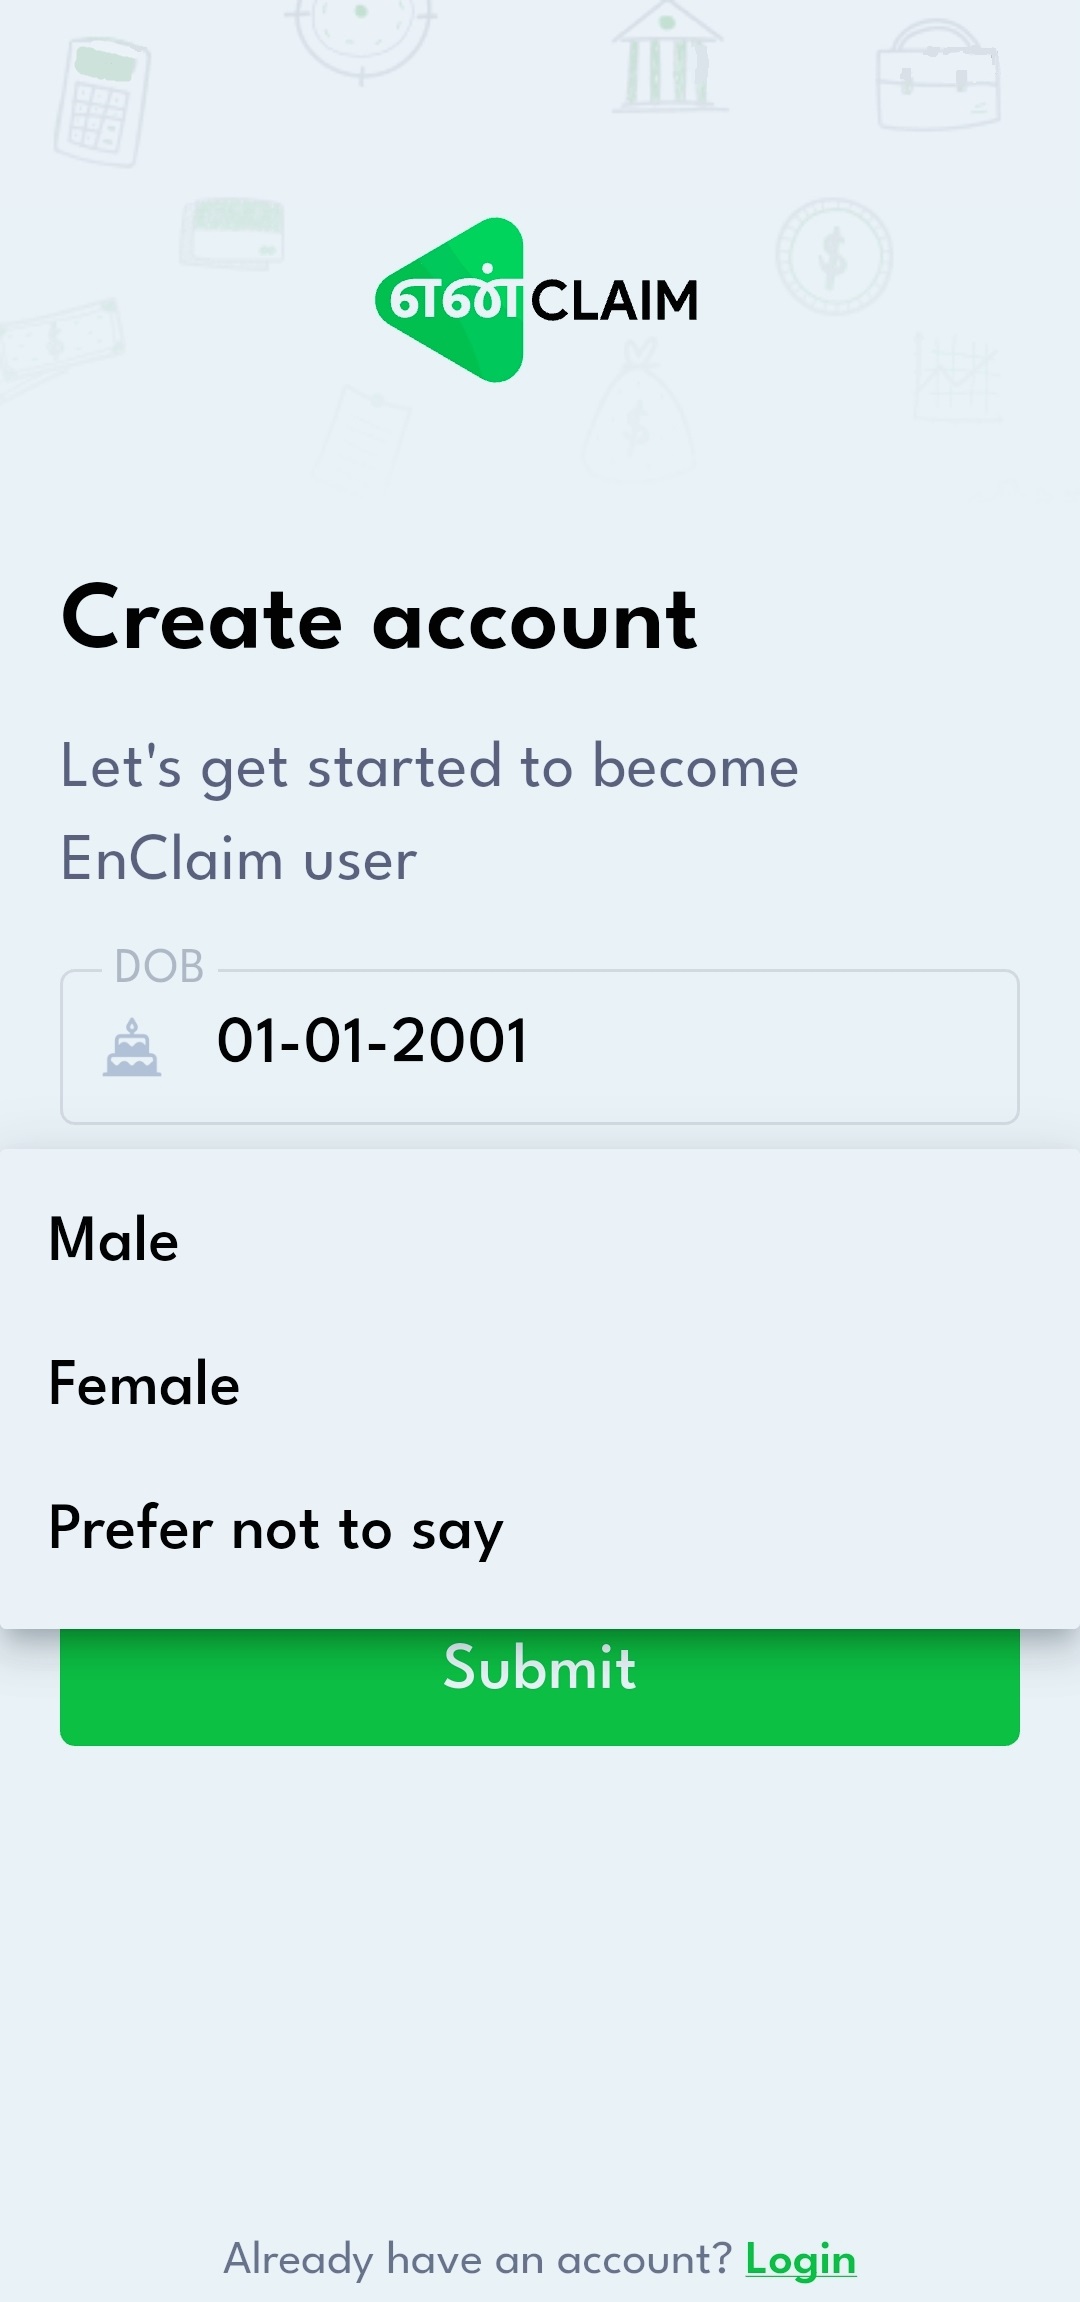 என்CLAIM
Create account
Let's get started to become
EnClaim user
DOB
01-01-2001
Male
Female
Prefer not to say
Submit
Already have an account? Login